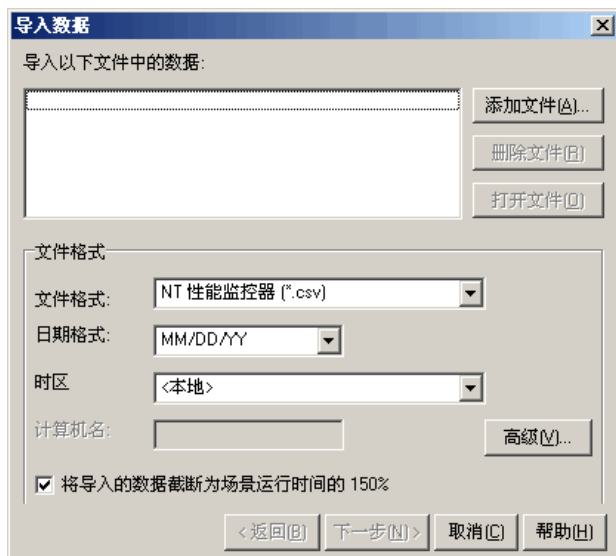 导入数据
导入以下文件中的数据:
添加文件(A)...
删除文件(R)
打开文件(O)
文件格式
文件格式:
NT 性能监控器 (*.csv)
日期格式:
MM/DD/YY
时区
<本地>
计算机名:
高级(V)...
将导入的数据截断为场景运行时间的 150%
< 返回(B) 下一步(N) > 取消(C) 帮助(H)